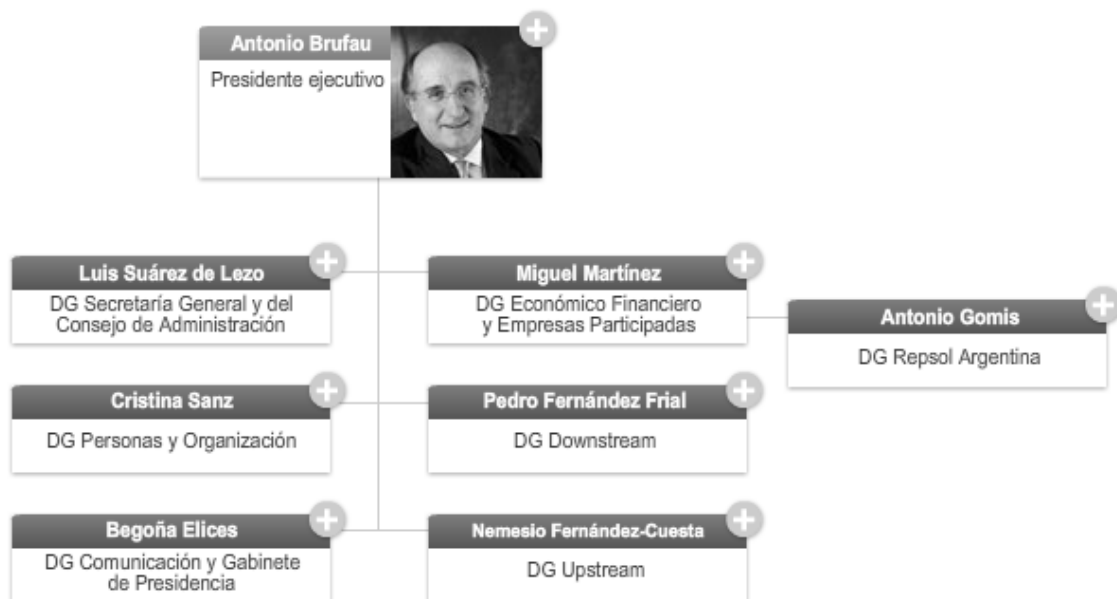 Antonio Brufau
Presidente ejecutivo
Luis Suárez de Lezo
DG Secretaría General y del
Consejo de Administración
Miguel Martínez
DG Económico Financiero
y Empresas Participadas
Antonio Gomis
DG Repsol Argentina
Cristina Sanz
DG Personas y Organización
Pedro Fernández Frial
DG Downstream
Begoña Elices
DG Comunicación y Gabinete
de Presidencia
Nemesio Fernández-Cuesta
DG Upstream